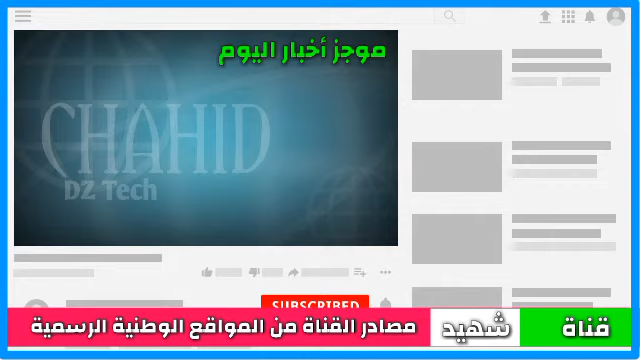 موجز أخبار اليوم
CHAHID
DZ Tech
SUBSCRIBED
قناة شهيد مصادر القناة من المواقع الوطنية الرسمية